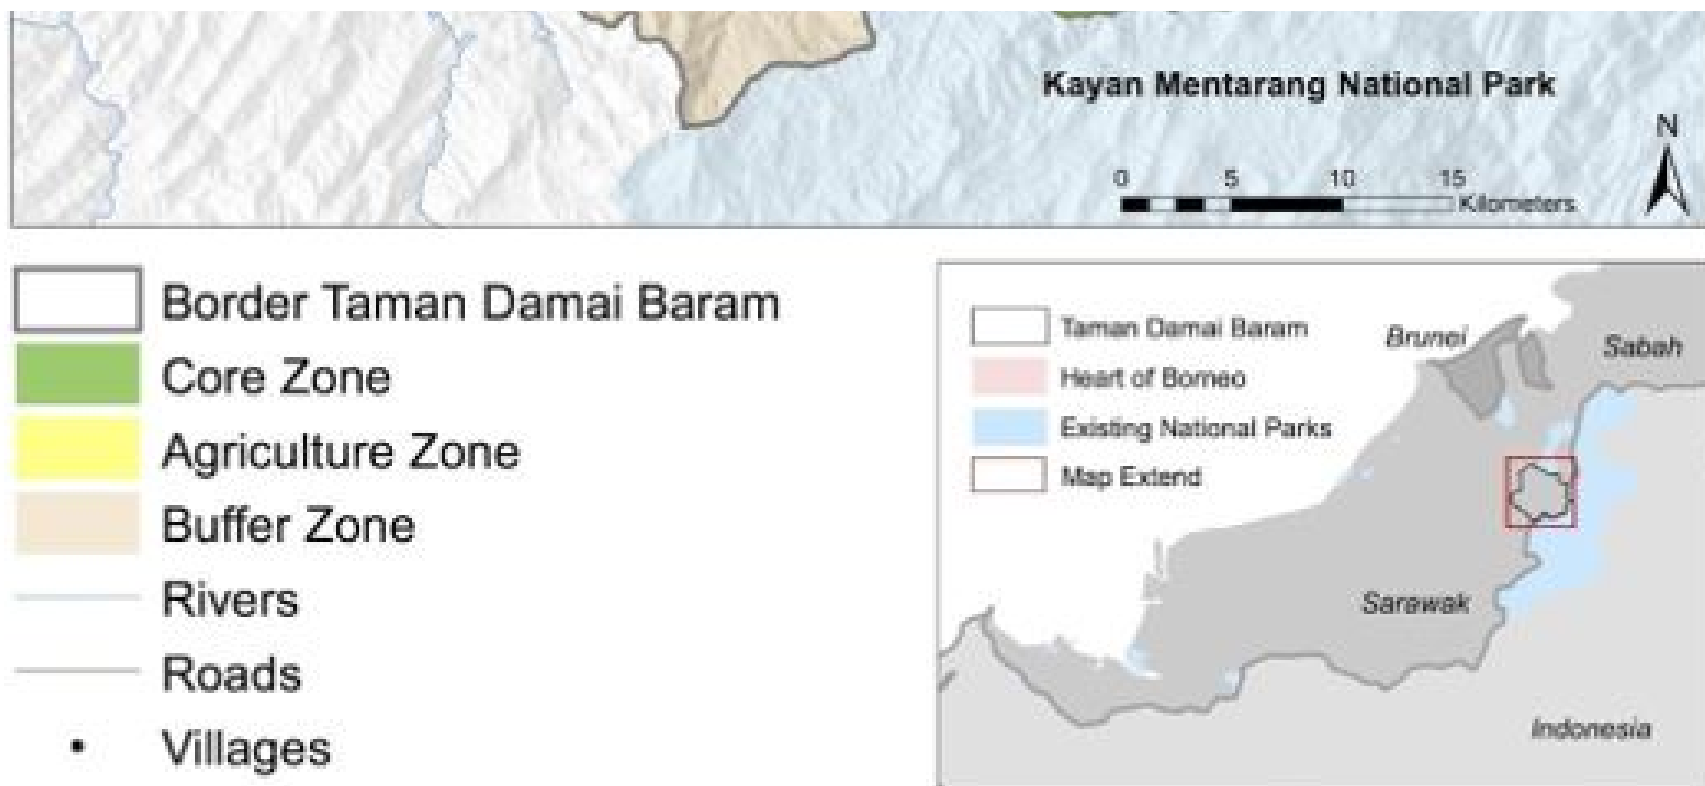 Kayan Mentarang National Park
N
0 5 10 15
Kilometers
Border Taman Damai Baram
Core Zone
Agriculture Zone
Buffer Zone
Rivers
Roads
Villages
Taman Damai Baram
Heart of Borneo
Existing National Parks
Map Extend
Brunei
Sabah
Sarawak
Indonesia